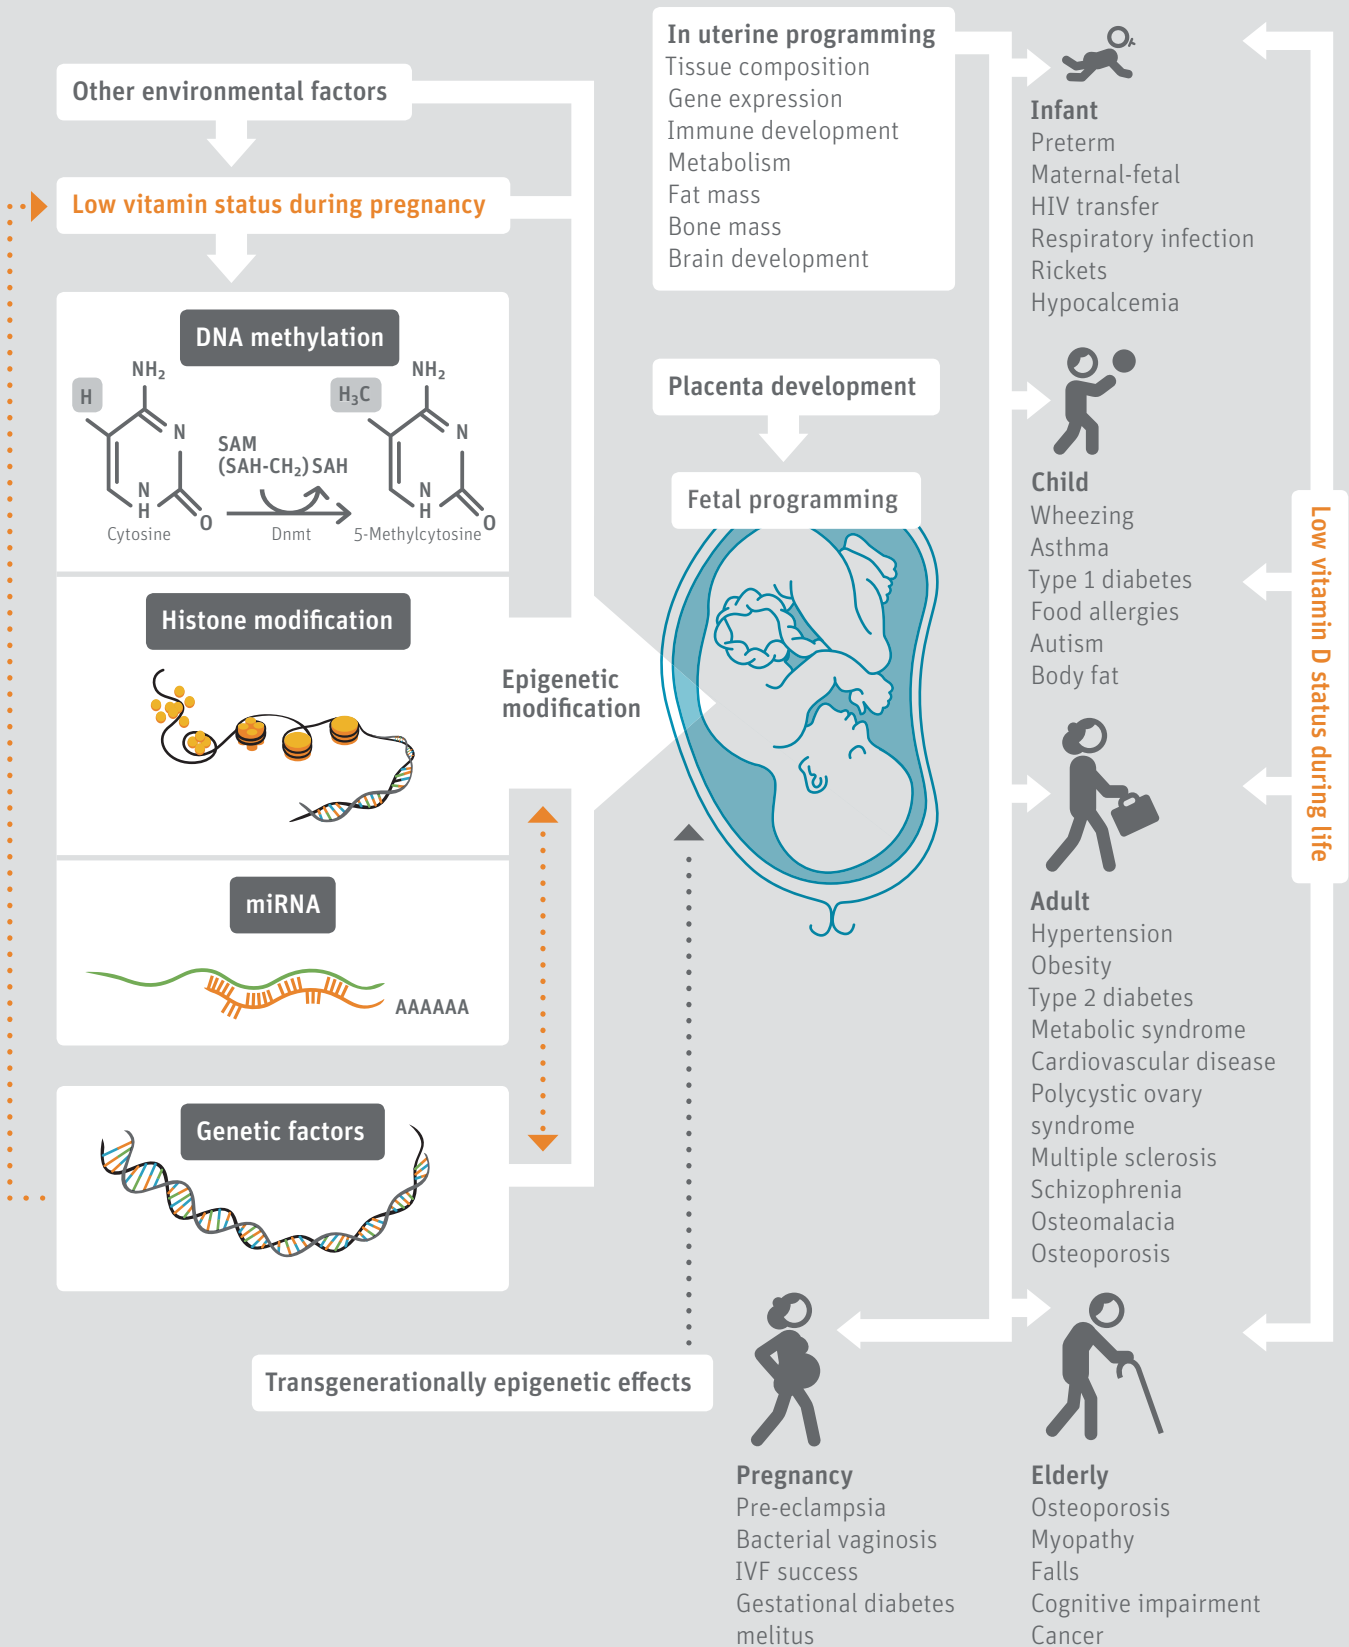 Other environmental factors
Low vitamin status during pregnancy
DNA methylation
NH₂
H
N
N
H
O
Cytosine
SAM
(SAH-CH₂) SAH
Dnmt
NH₂
H₃C
N
N
H
O
5-Methylcytosine
Histone modification
Epigenetic
modification
miRNA
AAAAAA
Genetic factors
Transgenerationally epigenetic effects
In uterine programming
Tissue composition
Gene expression
Immune development
Metabolism
Fat mass
Bone mass
Brain development
Placenta development
Fetal programming
Infant
Preterm
Maternal-fetal
HIV transfer
Respiratory infection
Rickets
Hypocalcemia
Child
Wheezing
Asthma
Type 1 diabetes
Food allergies
Autism
Body fat
Adult
Hypertension
Obesity
Type 2 diabetes
Metabolic syndrome
Cardiovascular disease
Polycystic ovary
syndrome
Multiple sclerosis
Schizophrenia
Osteomalacia
Osteoporosis
Low vitamin D status during life
Pregnancy
Pre-eclampsia
Bacterial vaginosis
IVF success
Gestational diabetes
melitus
Elderly
Osteoporosis
Myopathy
Falls
Cognitive impairment
Cancer